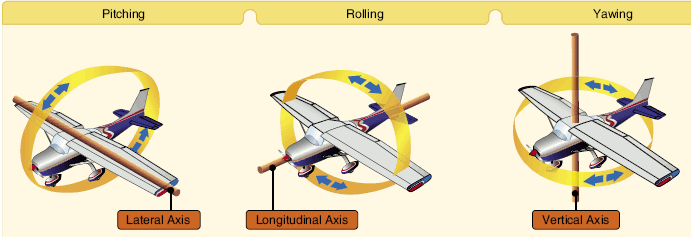 Pitching
Rolling
Yawing
Lateral Axis
Longitudinal Axis
Vertical Axis